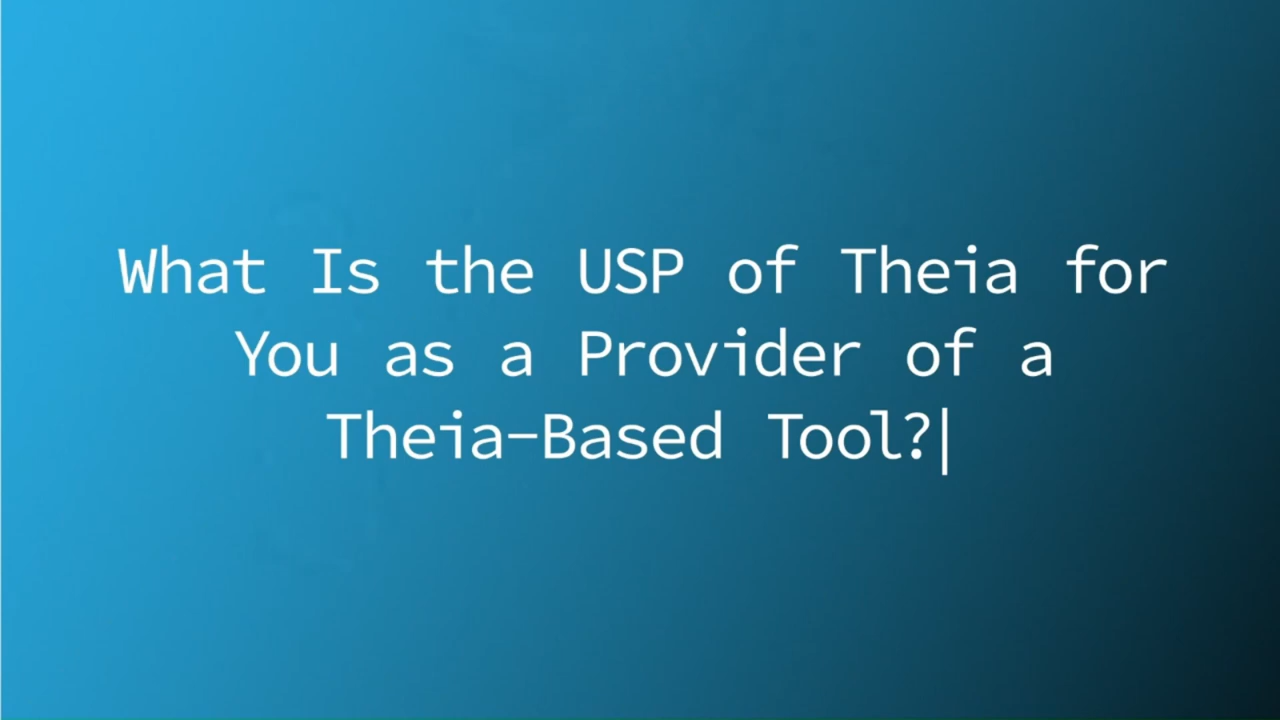 What Is the USP of Theia for
You as a Provider of a
Theia-Based Tool?|